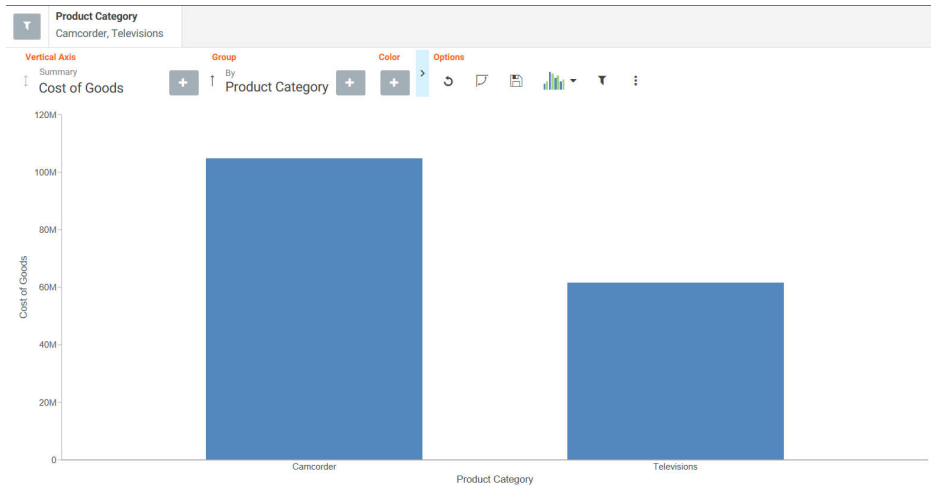 Product Category
Camcorder, Televisions
Vertical Axis
Group
Color
Options
Summary
Cost of Goods
By
Product Category
120M
100M
80M
60M
40M
20M
0
Cost of Goods
Camcorder
Televisions
Product Category